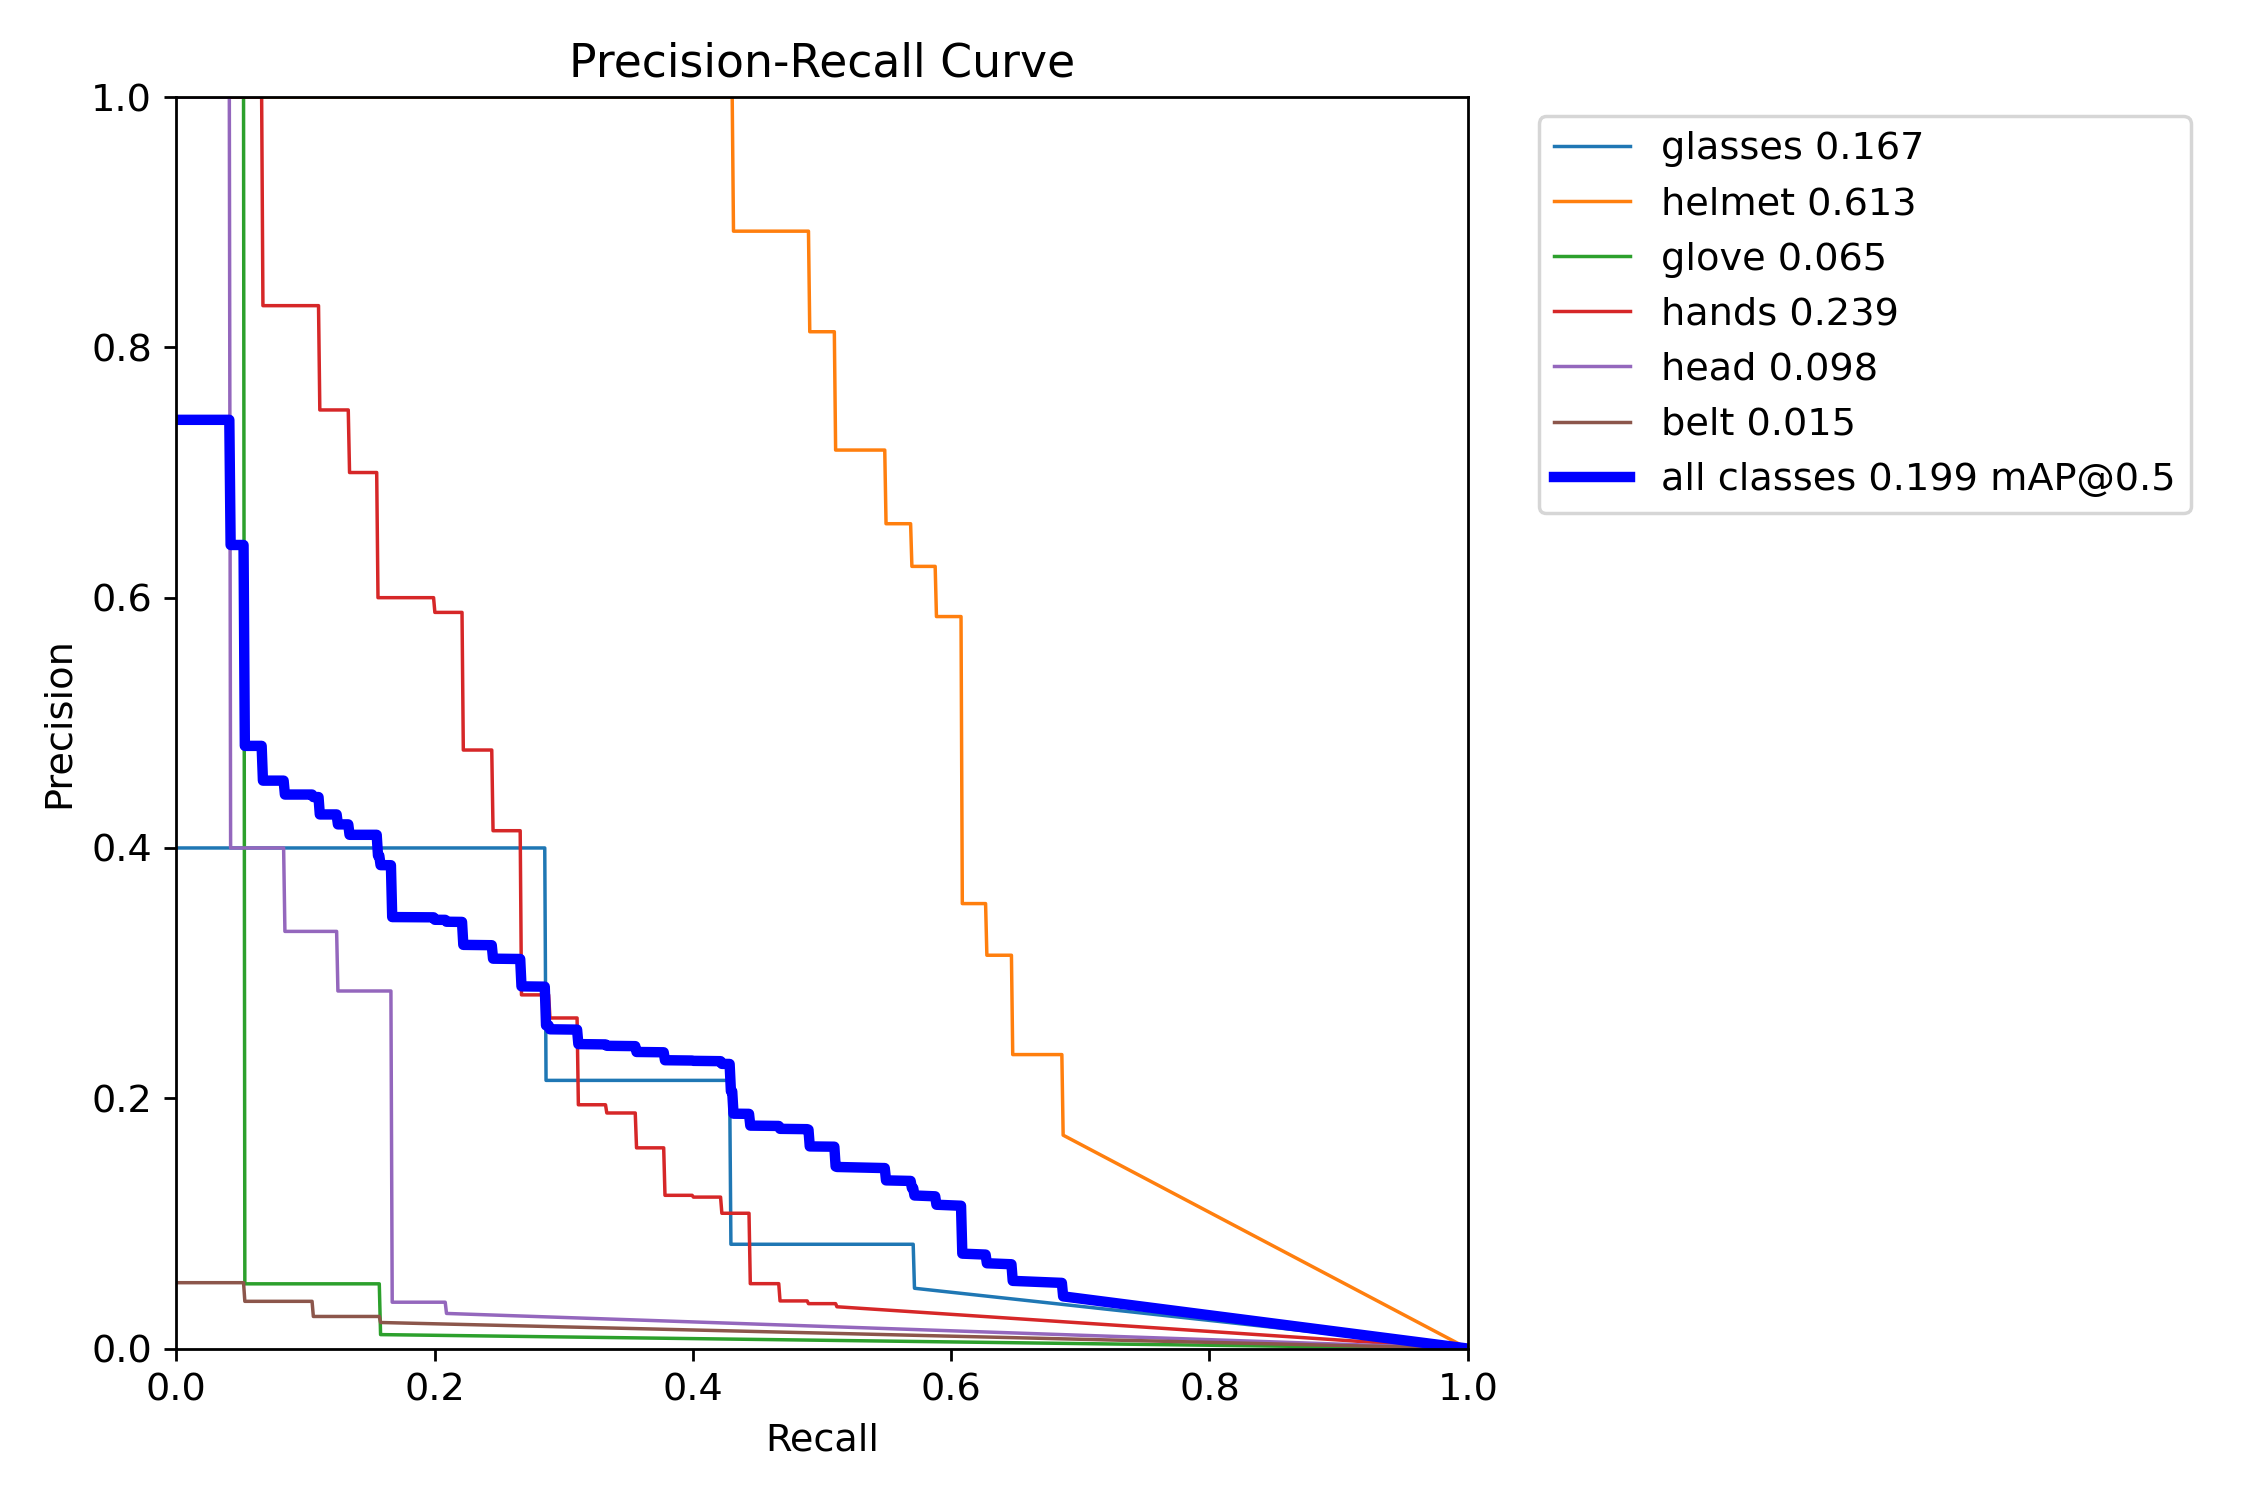 Precision-Recall Curve
1.0
0.8
0.6
0.4
0.2
0.0
Precision
0.0 0.2 0.4 0.6 0.8 1.0
Recall
glasses 0.167
helmet 0.613
glove 0.065
hands 0.239
head 0.098
belt 0.015
all classes 0.199 mAP@0.5